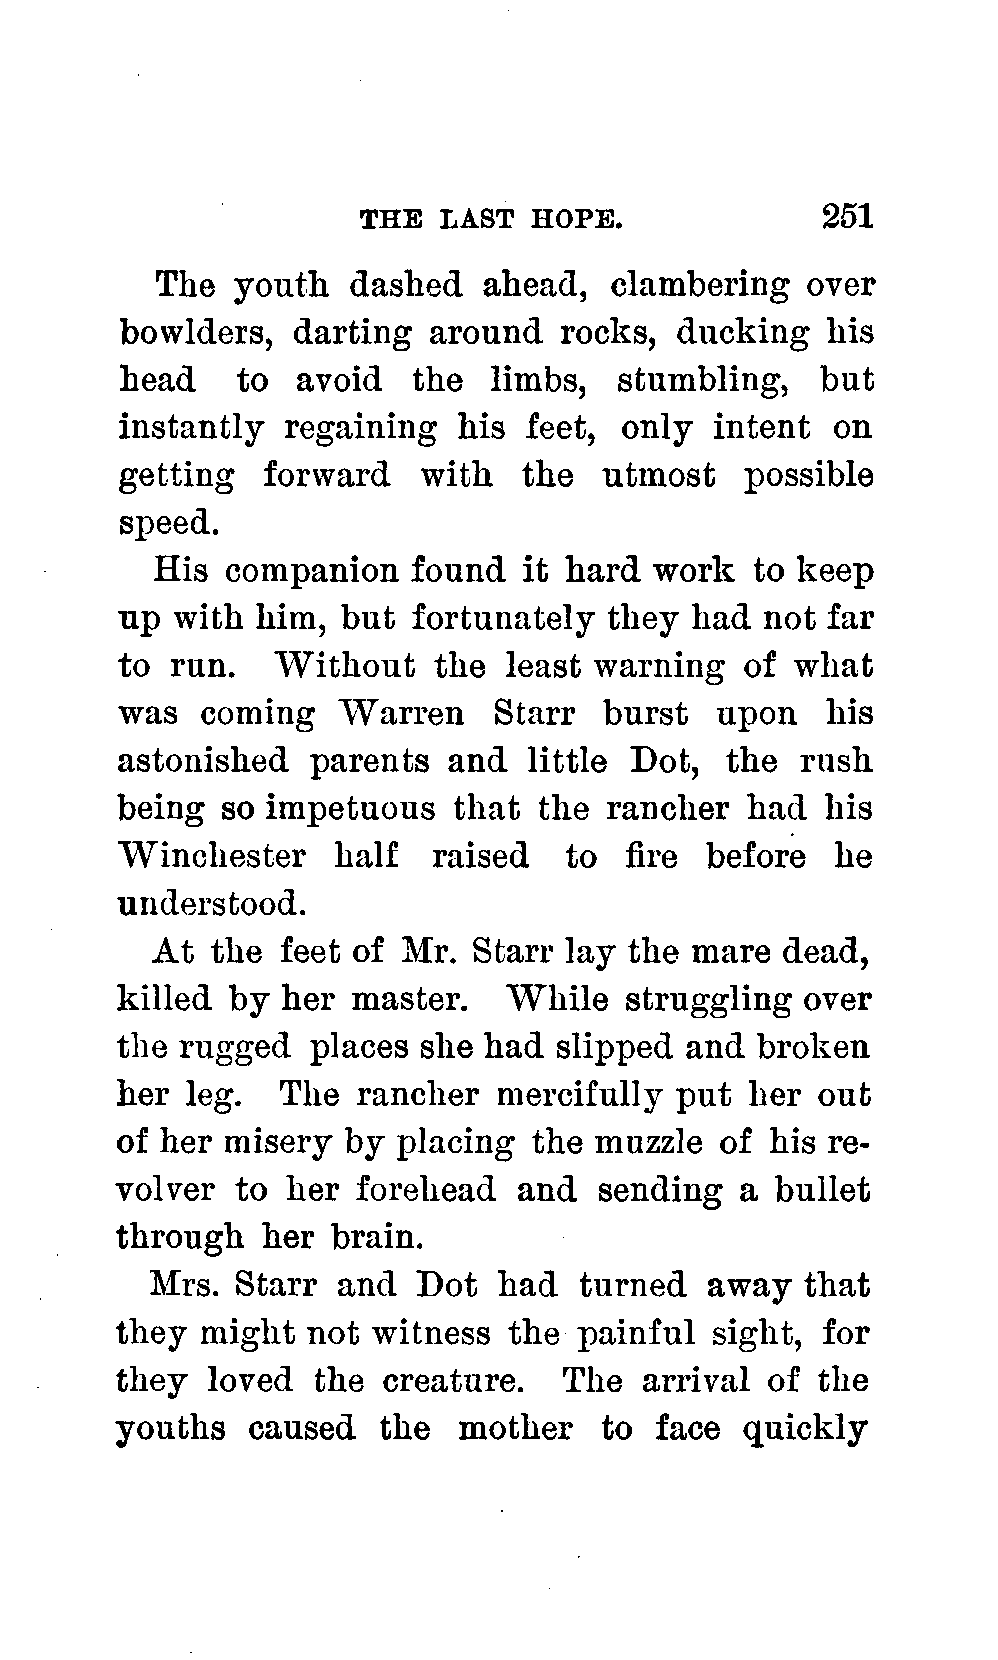 THE LAST HOPE. 251
The youth dashed ahead, clambering over
bowlders, darting around rocks, ducking his
head to avoid the limbs, stumbling, but
instantly regaining his feet, only intent on
getting forward with the utmost possible
speed.
His companion found it hard work to keep
up with him, but fortunately they had not far
to run. Without the least warning of what
was coming Warren Starr burst upon his
astonished parents and little Dot, the rush
being so impetuous that the rancher had his
Winchester half raised to fire before he
understood.
At the feet of Mr. Starr lay the mare dead,
killed by her master. While struggling over
the rugged places she had slipped and broken
her leg. The rancher mercifully put her out
of her misery by placing the muzzle of his re-
volver to her forehead and sending a bullet
through her brain.
Mrs. Starr and Dot had turned away that
they might not witness the painful sight, for
they loved the creature. The arrival of the
youths caused the mother to face quickly